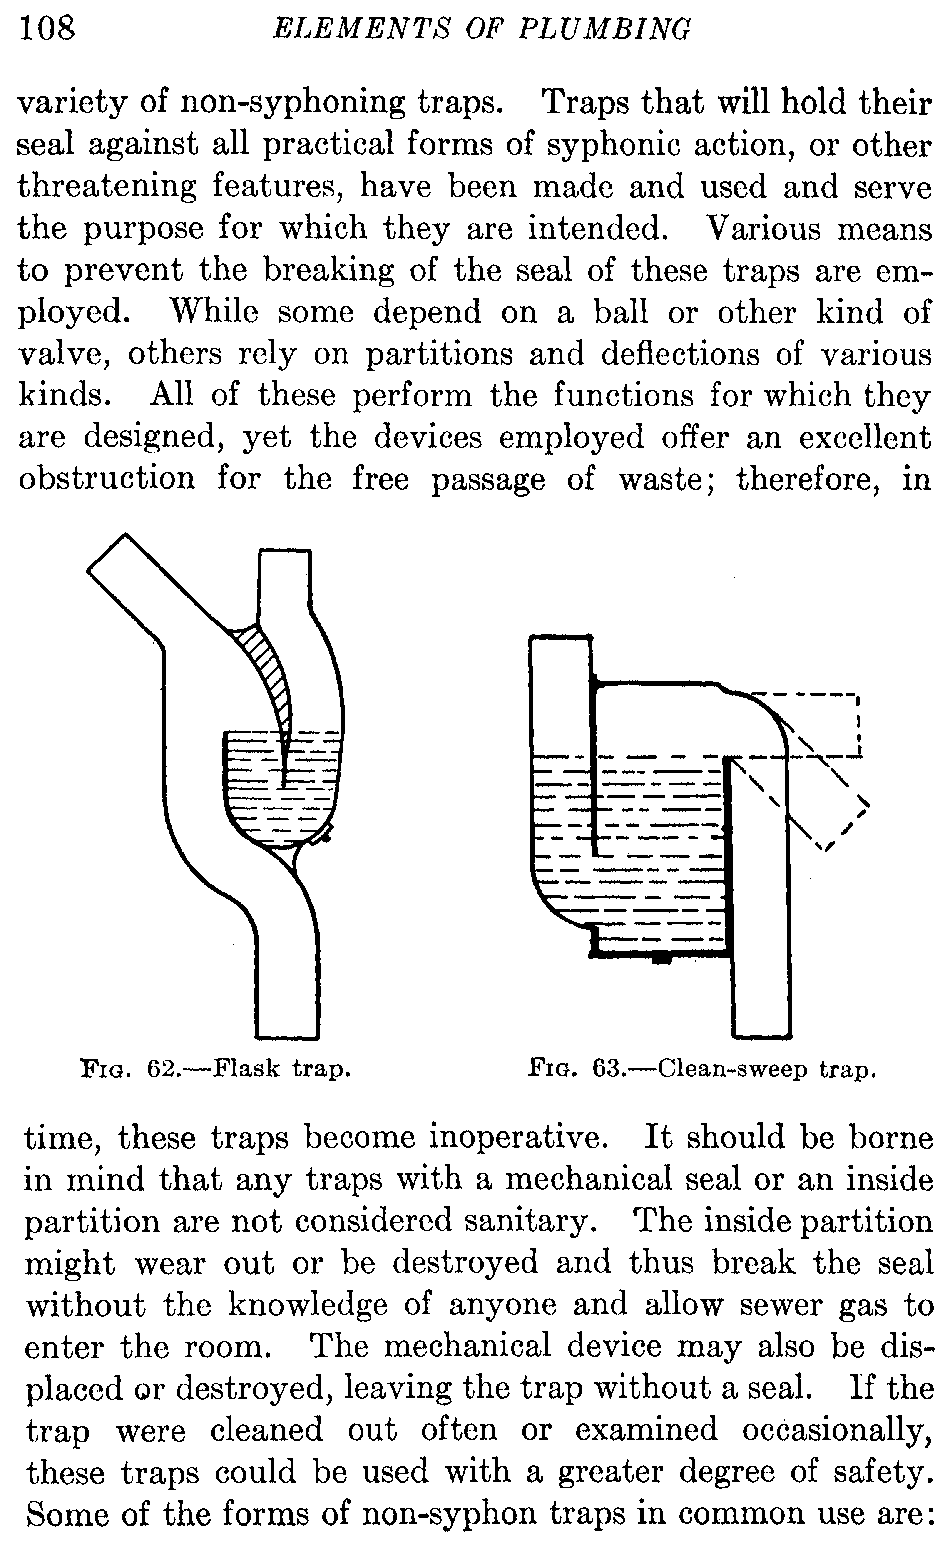 108 ELEMENTS OF PLUMBING
variety of non-syphoning traps. Traps that will hold their
seal against all practical forms of syphonic action, or other
threatening features, have been made and used and serve
the purpose for which they are intended. Various means
to prevent the breaking of the seal of these traps are em-
ployed. While some depend on a ball or other kind of
valve, others rely on partitions and deflections of various
kinds. All of these perform the functions for which they
are designed, yet the devices employed offer an excellent
obstruction for the free passage of waste; therefore, in
FIG. 62.—Flask trap.
FIG. 63.—Clean-sweep trap.
time, these traps become inoperative. It should be borne
in mind that any traps with a mechanical seal or an inside
partition are not considered sanitary. The inside partition
might wear out or be destroyed and thus break the seal
without the knowledge of anyone and allow sewer gas to
enter the room. The mechanical device may also be dis-
placed or destroyed, leaving the trap without a seal. If the
trap were cleaned out often or examined occasionally,
these traps could be used with a greater degree of safety.
Some of the forms of non-syphon traps in common use are: